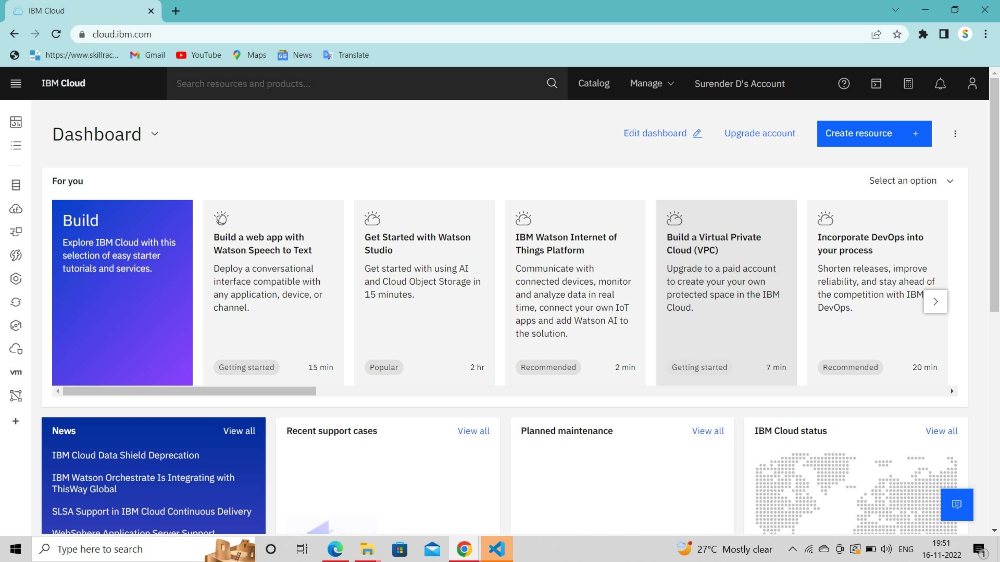 IBM Cloud
cloud.ibm.com
https://www.skillrac... Gmail YouTube Maps News Translate
IBM Cloud Search resources and products... Catalog Manage Surender D's Account
Dashboard Edit dashboard Upgrade account Create resource +
For you Select an option
Build
Explore IBM Cloud with this
selection of easy starter
tutorials and services.
Build a web app with
Watson Speech to Text
Deploy a conversational
interface compatible with
any application, device, or
channel.
Getting started 15 min
Get Started with Watson
Studio
Get started with using AI
and Cloud Object Storage in
15 minutes.
Popular 2 hr
IBM Watson Internet of
Things Platform
Communicate with
connected devices, monitor
and analyze data in real
time, connect your own IoT
apps and add Watson AI to
the solution.
Recommended 2 min
Build a Virtual Private
Cloud (VPC)
Upgrade to a paid account
to create your your own
protected space in the IBM
Cloud.
Getting started 7 min
Incorporate DevOps into
your process
Shorten releases, improve
reliability, and stay ahead of
the competition with IBM
DevOps.
Recommended 20 min
cf
vm
News View all
IBM Cloud Data Shield Deprecation
IBM Watson Orchestrate Is Integrating with
ThisWay Global
SLSA Support in IBM Cloud Continuous Delivery
WebSphere Application Server Support
Recent support cases View all
Planned maintenance View all
IBM Cloud status View all
Type here to search
27°C Mostly clear ENG
19:51
16-11-2022
1